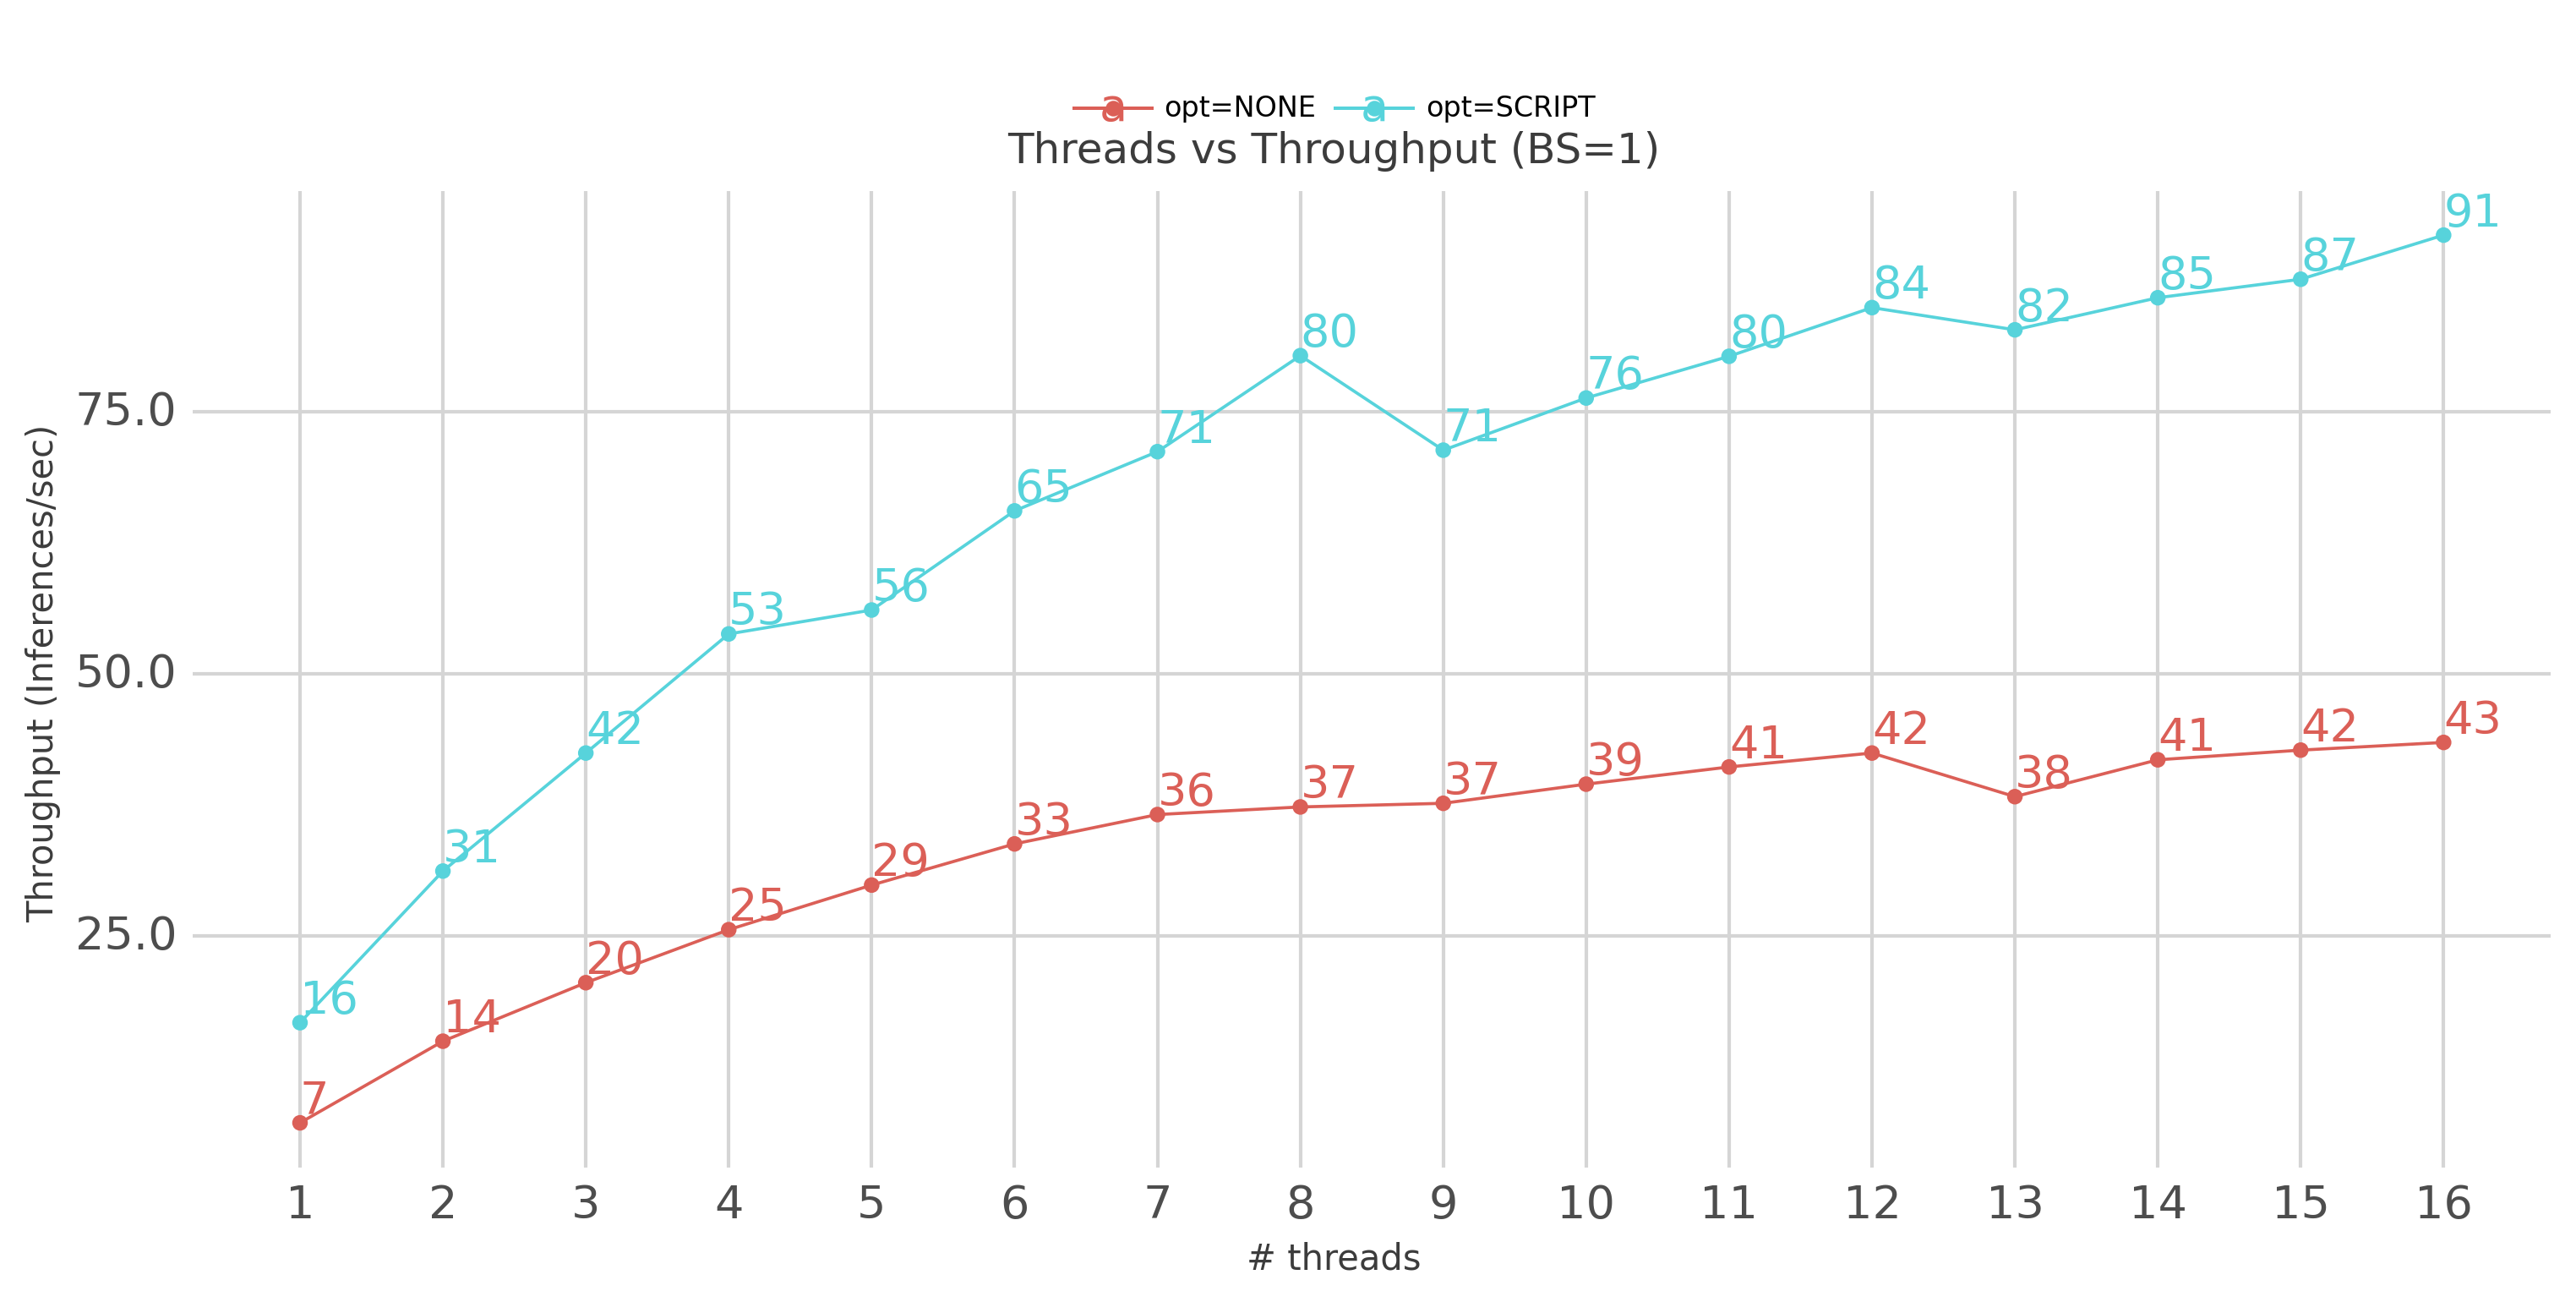 a opt=NONE a opt=SCRIPT
Threads vs Throughput (BS=1)
Throughput (Inferences/sec)
75.0
50.0
25.0
16 31 42 53 56 65 71 80 71 76 80 84 82 85 87 91
7 14 20 25 29 33 36 37 37 39 41 42 38 41 42 43
1 2 3 4 5 6 7 8 9 10 11 12 13 14 15 16
# threads